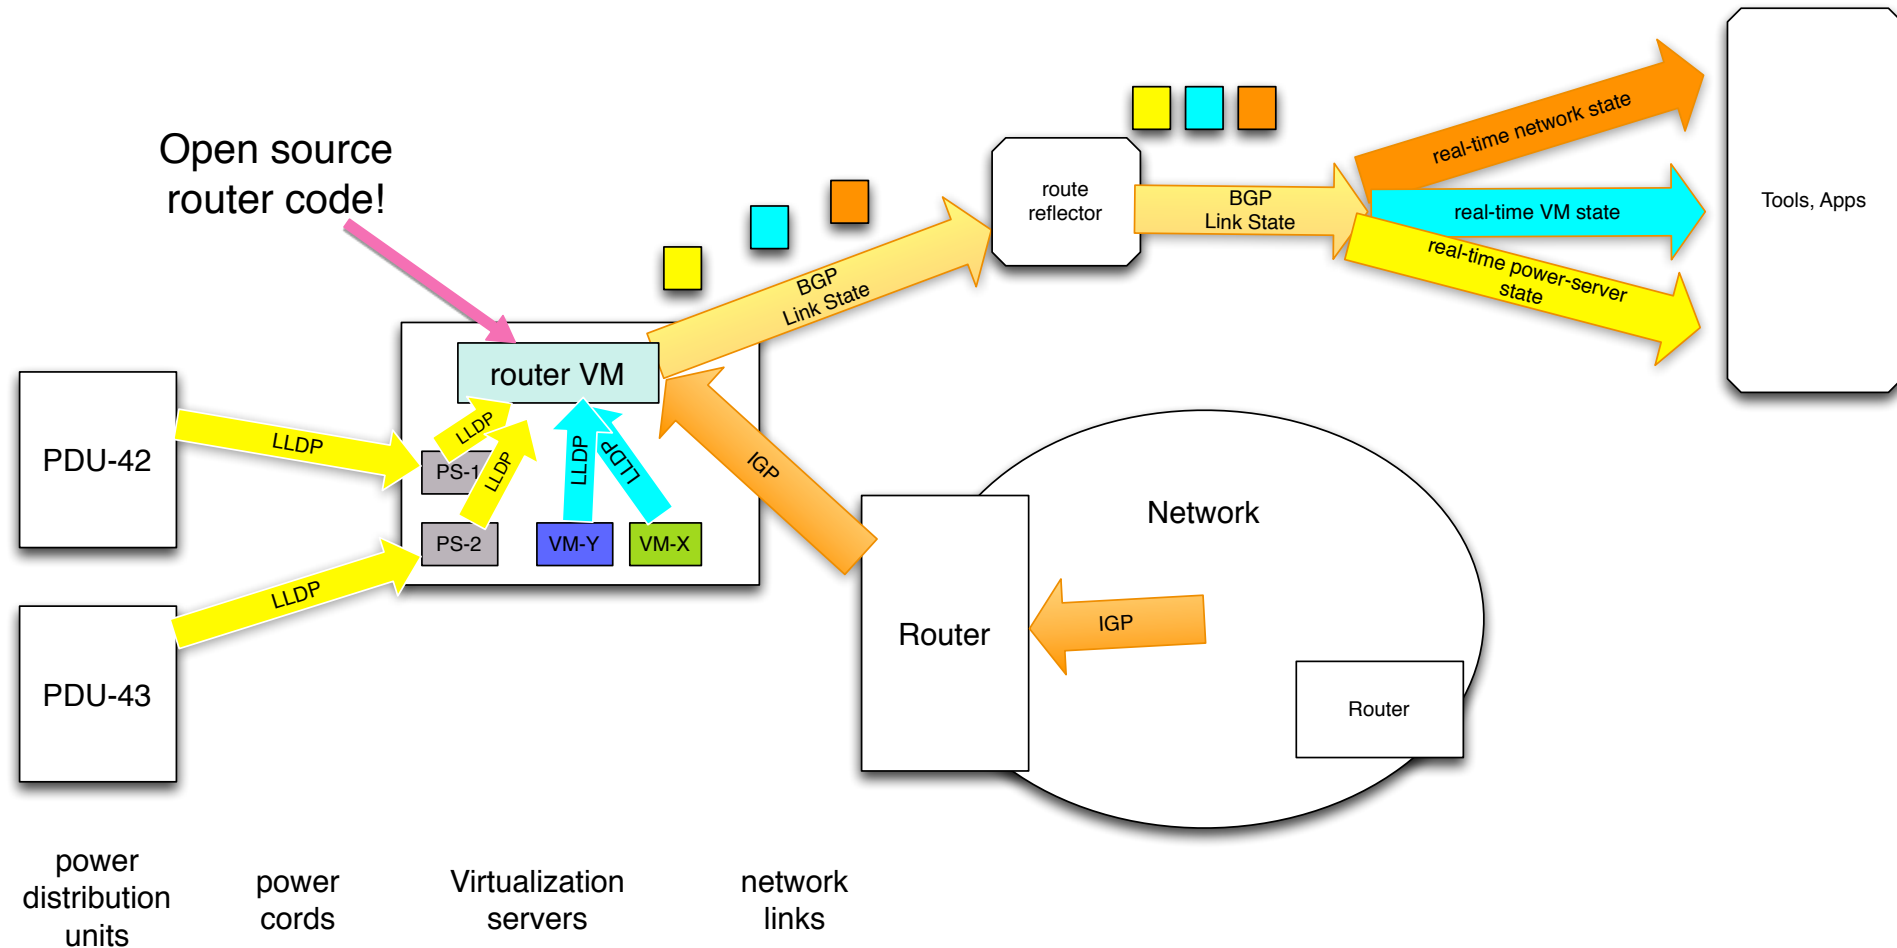 Open source
router code!
real-time network state
route
reflector
BGP
Link State
real-time VM state
Tools, Apps
real-time power-server
state
BGP
Link State
router VM
PDU-42
LLDP
LLDP
LLDP
LLDP
LLDP
PS-1
IGP
PS-2
VM-Y
VM-X
Network
LLDP
PDU-43
Router
IGP
Router
power
distribution
units
power
cords
Virtualization
servers
network
links